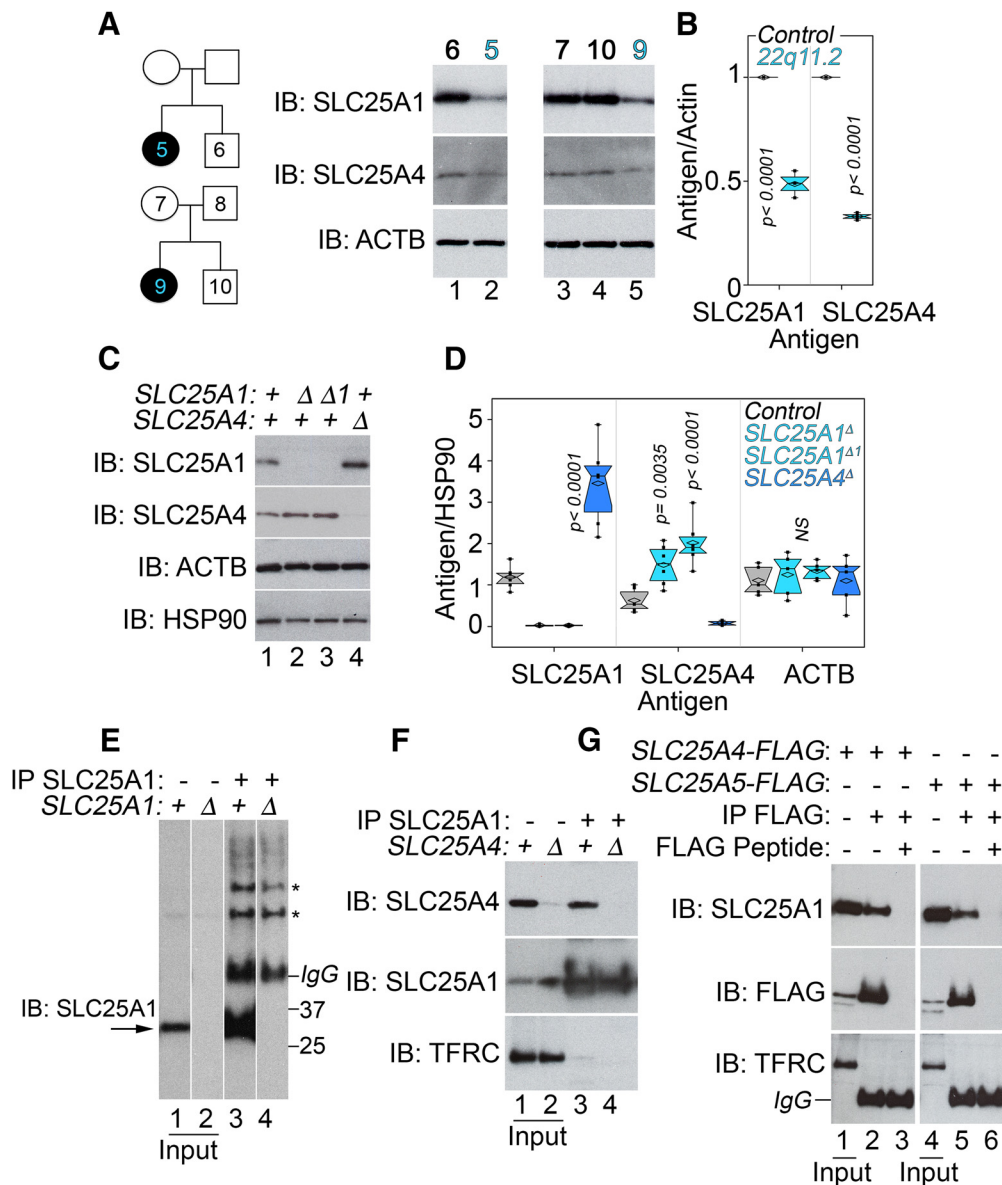 A
5
6
7
8
9
10
6 5 7 10 9
IB: SLC25A1
IB: SLC25A4
IB: ACTB
1 2 3 4 5
B
Control
22q11.2
Antigen/Actin
1
0.5
0
p< 0.0001
p< 0.0001
SLC25A1 SLC25A4
Antigen
C
SLC25A1: + Δ Δ1 +
SLC25A4: + + + Δ
IB: SLC25A1
IB: SLC25A4
IB: ACTB
IB: HSP90
1 2 3 4
D
Antigen/HSP90
5
4
3
2
1
0
p< 0.0001
p= 0.0035
p< 0.0001
NS
Control
SLC25A1Δ
SLC25A1Δ1
SLC25A4Δ
SLC25A1 SLC25A4 ACTB
Antigen
E
IP SLC25A1: - - + +
SLC25A1: + Δ + Δ
*
*
IgG
IB: SLC25A1
37
25
1 2 3 4
Input
F
IP SLC25A1: - - + +
SLC25A4: + Δ + Δ
IB: SLC25A4
IB: SLC25A1
IB: TFRC
1 2 3 4
Input
G
SLC25A4-FLAG: + + + - - -
SLC25A5-FLAG: - - - + + +
IP FLAG: - + + - + +
FLAG Peptide: - - + - - +
IB: SLC25A1
IB: FLAG
IB: TFRC
IgG
1 2 3 4 5 6
Input Input